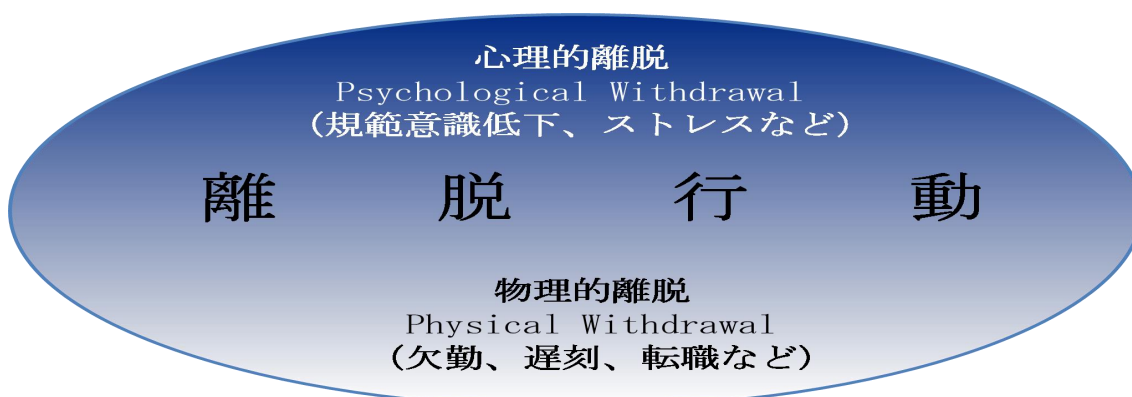 心理的離脱
Psychological Withdrawal
（規範意識低下、ストレスなど）
離脱行動
物理的離脱
Physical Withdrawal
（欠勤、遅刻、転職など）